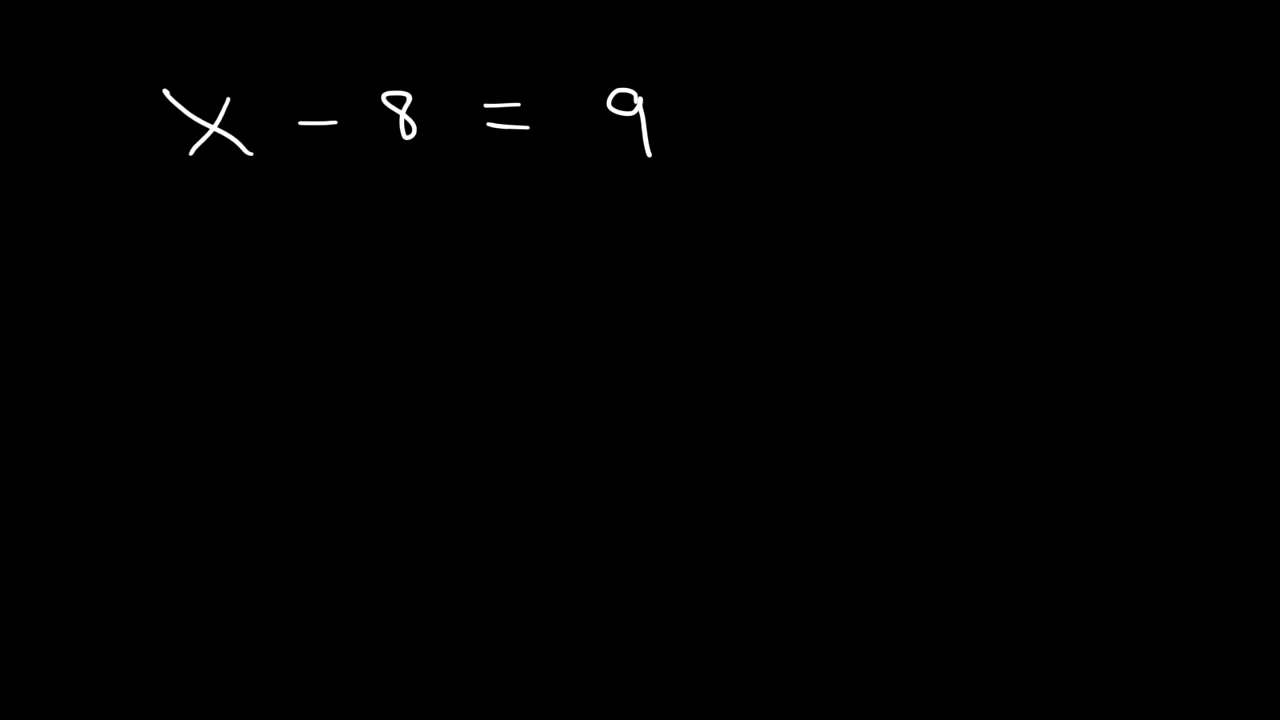 x - 8 = 9